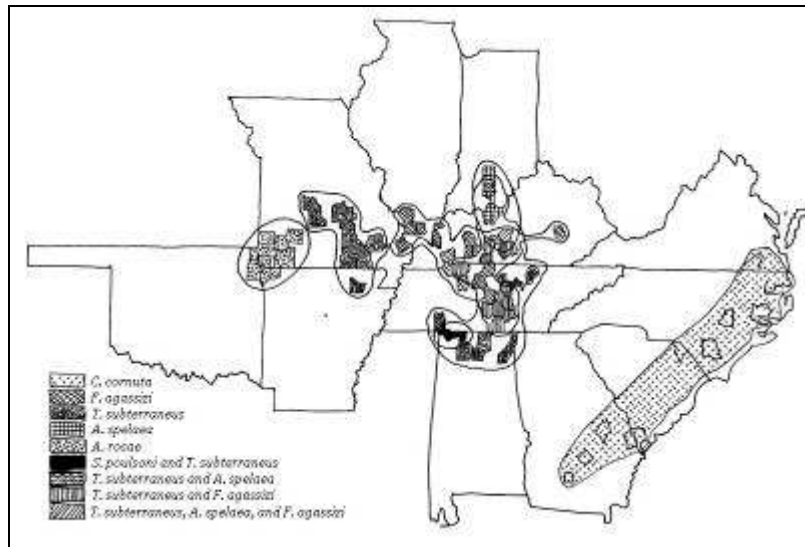 C. cornuta
F. agassizi
T. subterraneus
A. spelaea
A. rosae
S. poulsoni and T. subterraneus
T. subterraneus and A. spelaea
T. subterraneus and F. agassizi
T. subterraneus, A. spelaea, and F. agassizi